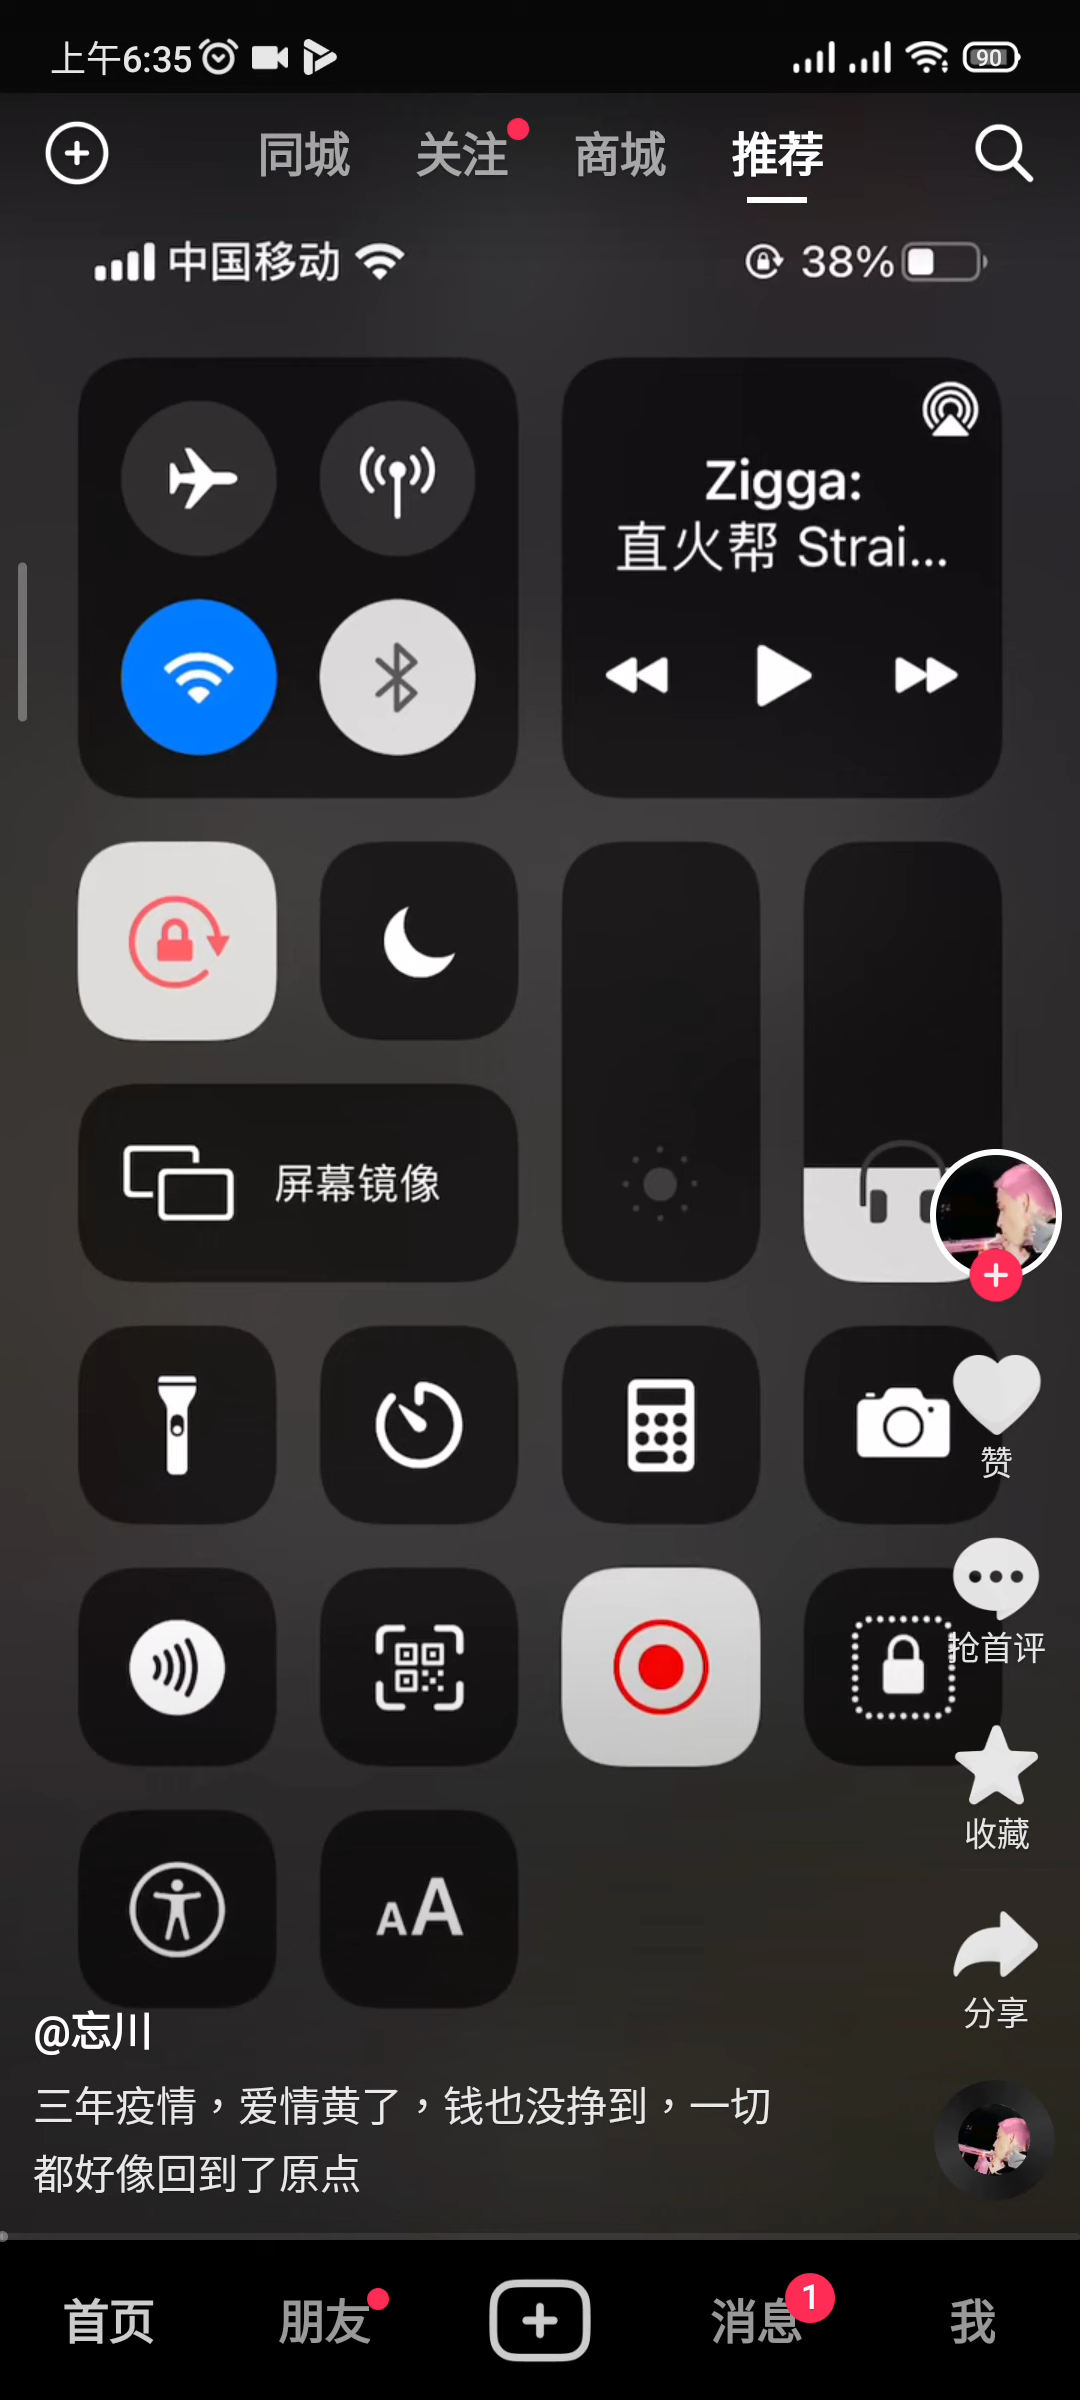 上午6:35
90
同城 关注 商城 推荐
中国移动 38%
Zigga:
直火帮 Strai...
屏幕镜像
赞
抢首评
收藏
AA
分享
@忘川
三年疫情，爱情黄了，钱也没挣到，一切
都好像回到了原点
首页 朋友 消息 1 我